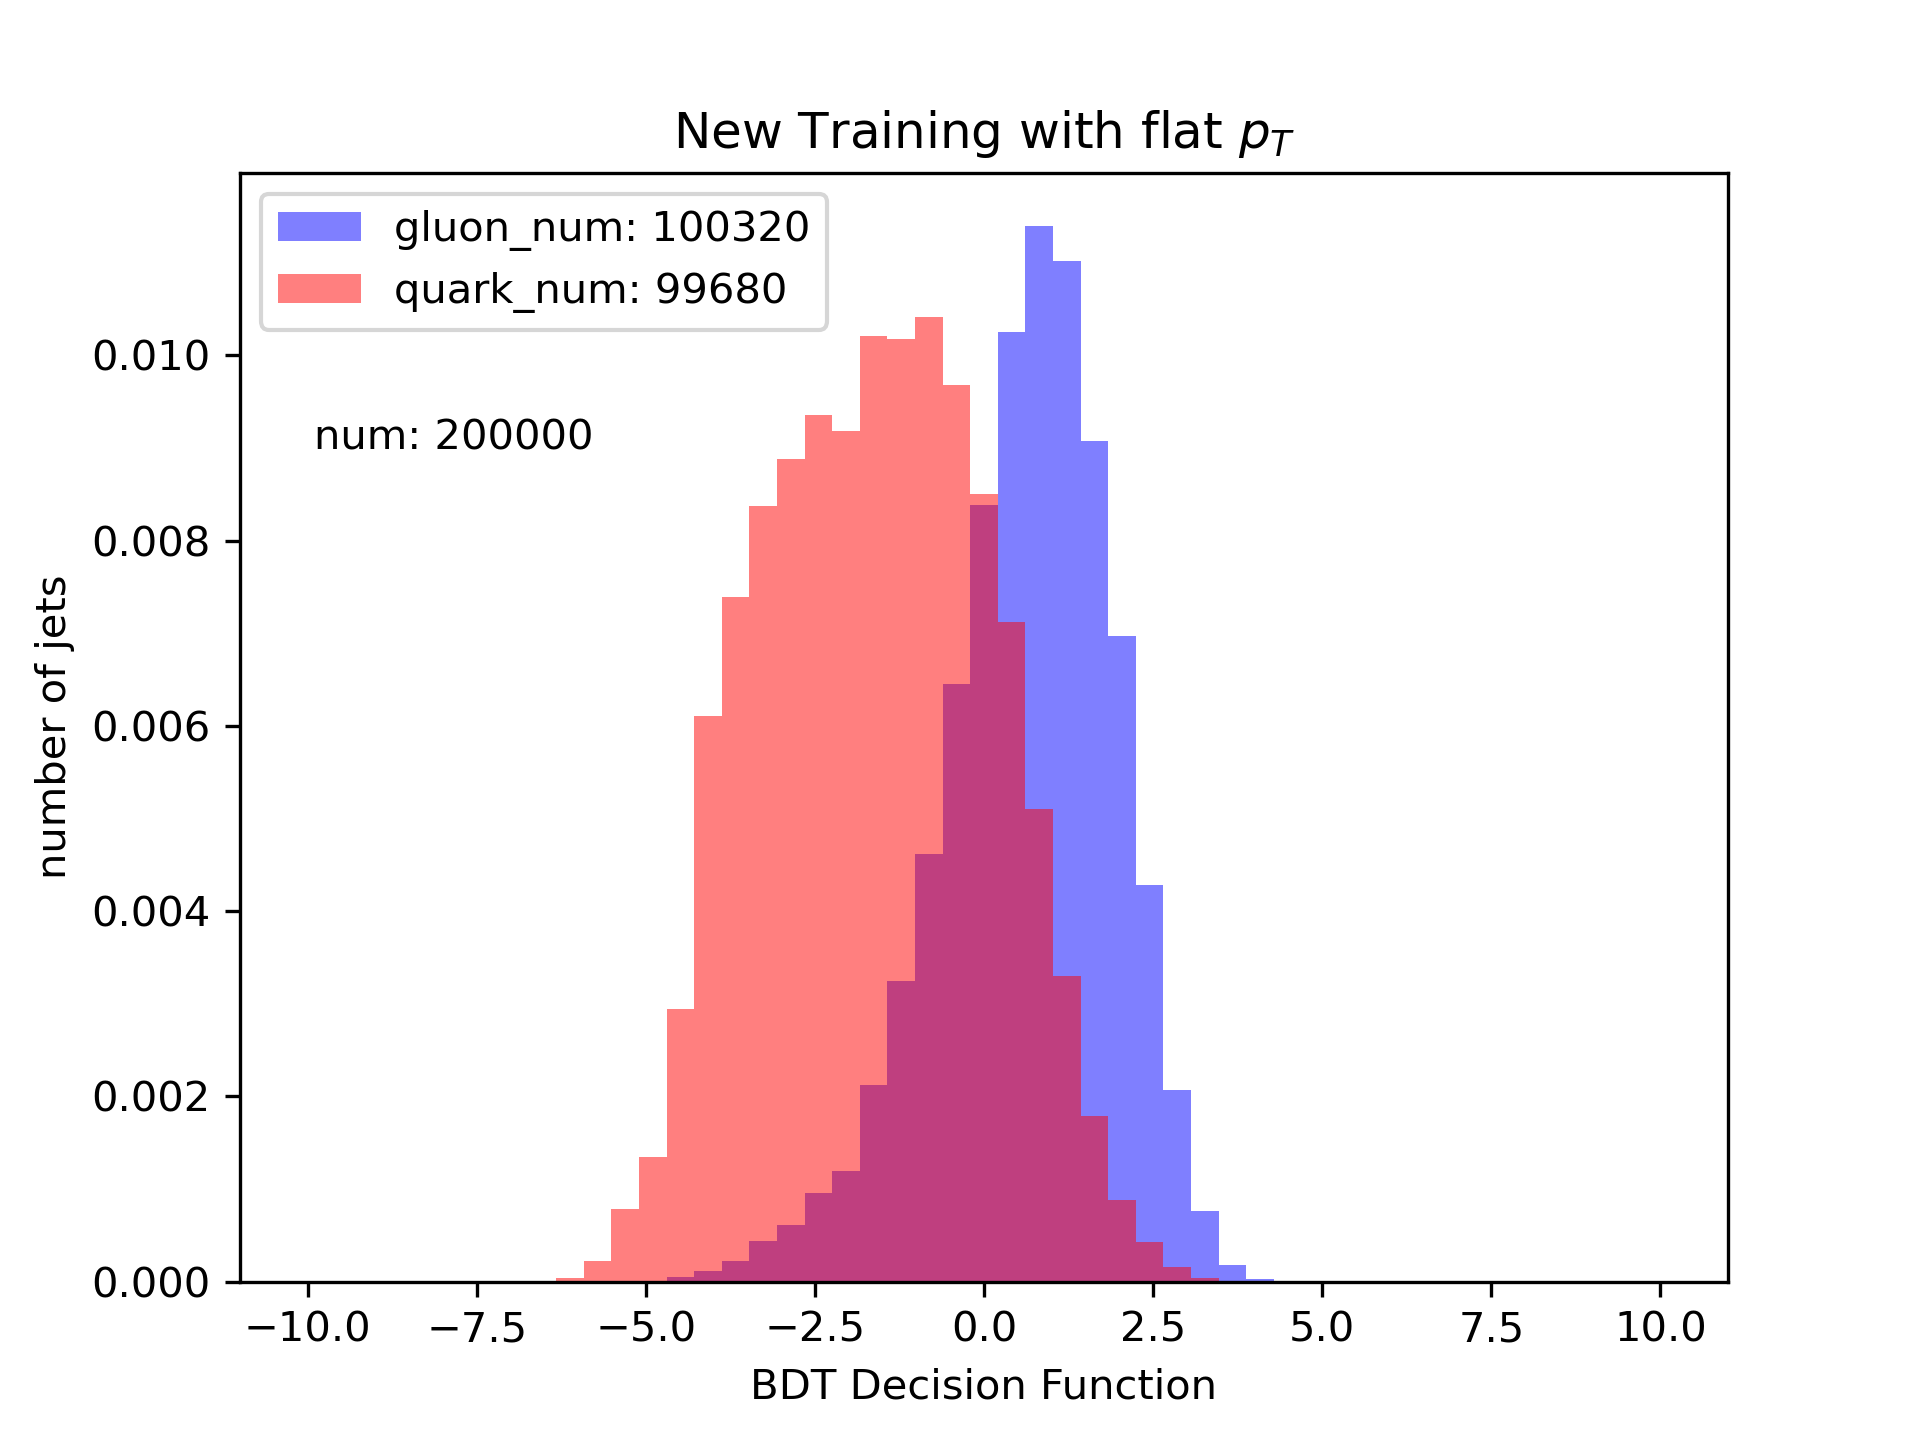 New Training with flat p_T
gluon_num: 100320
quark_num: 99680
num: 200000
number of jets
0.010
0.008
0.006
0.004
0.002
0.000
−10.0 −7.5 −5.0 −2.5 0.0 2.5 5.0 7.5 10.0
BDT Decision Function